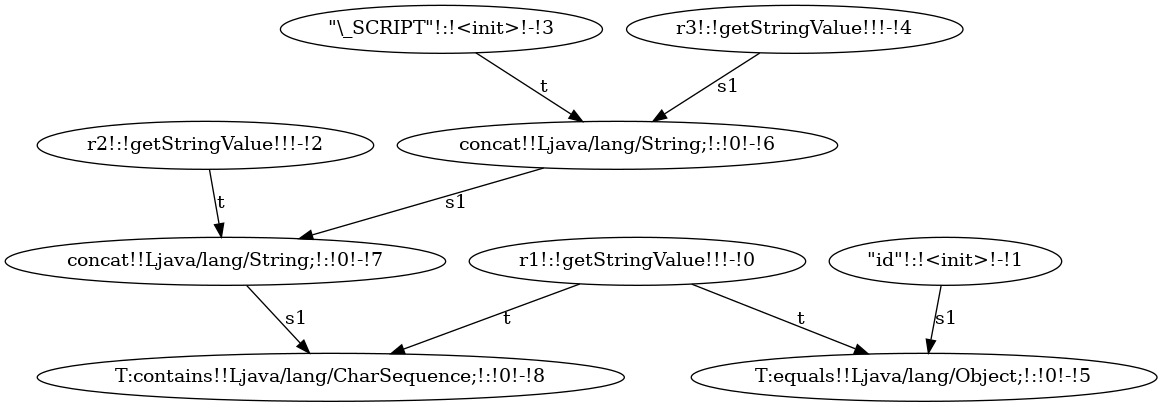 "\_SCRIPT"!:!<init>!-!3
r3!:!getStringValue!!!-!4
t
s1
r2!:!getStringValue!!!-!2
concat!!Ljava/lang/String;!:!0!-!6
t
s1
concat!!Ljava/lang/String;!:!0!-!7
r1!:!getStringValue!!!-!0
"id"!:!<init>!-!1
s1
t
t
s1
T:contains!!Ljava/lang/CharSequence;!:!0!-!8
T:equals!!Ljava/lang/Object;!:!0!-!5